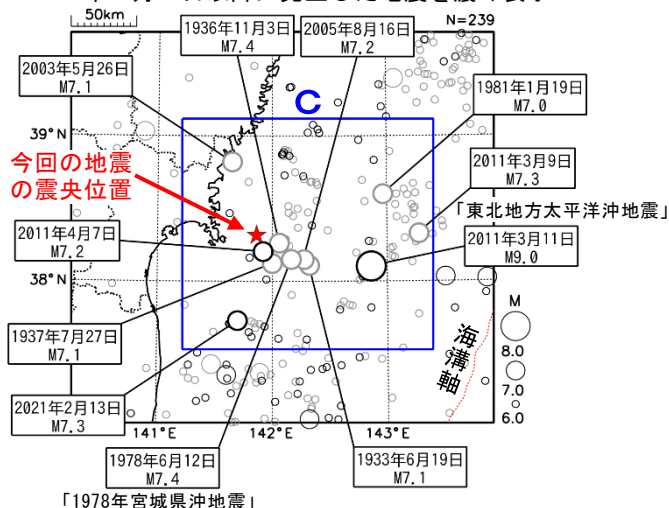 50km
N=239
1936年11月3日
M7.4
2005年8月16日
M7.2
2003年5月26日
M7.1
C
1981年1月19日
M7.0
39°N
今回の地震
の震央位置
2011年3月9日
M7.3
「東北地方太平洋沖地震」
2011年4月7日
M7.2
2011年3月11日
M9.0
38°N
M
8.0
7.0
6.0
海溝軸
1937年7月27日
M7.1
2021年2月13日
M7.3
141°E
142°E
143°E
1978年6月12日
M7.4
1933年6月19日
M7.1
「1978年宮城県沖地震」